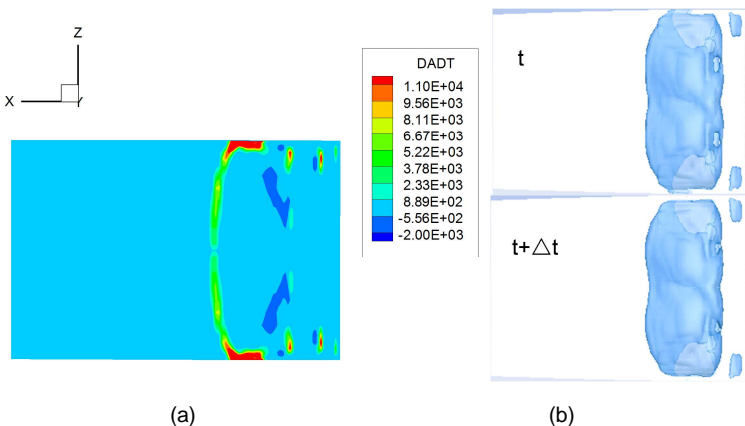 Z
X
Y
DADT
1.10E+04
9.56E+03
8.11E+03
6.67E+03
5.22E+03
3.78E+03
2.33E+03
8.89E+02
-5.56E+02
-2.00E+03
t
t+△t
(a)
(b)